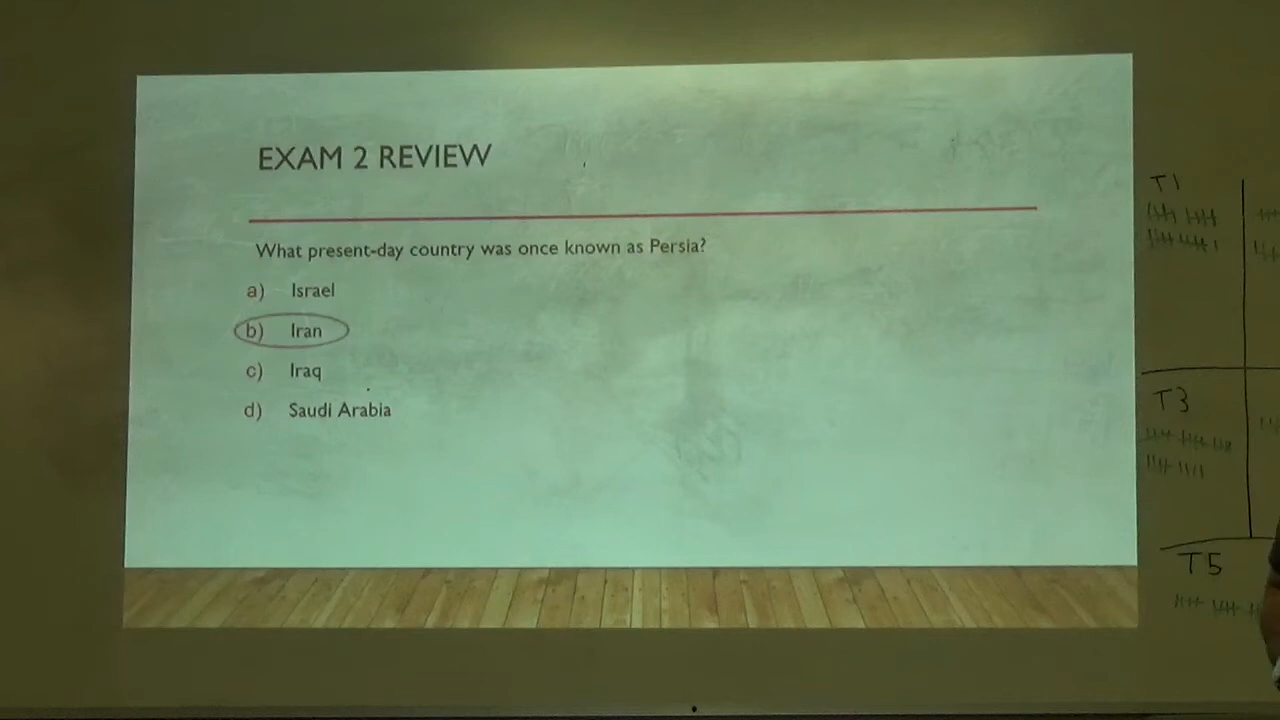 EXAM 2 REVIEW
What present-day country was once known as Persia?
a) Israel
b) Iran
c) Iraq
d) Saudi Arabia
T1
T3
T5